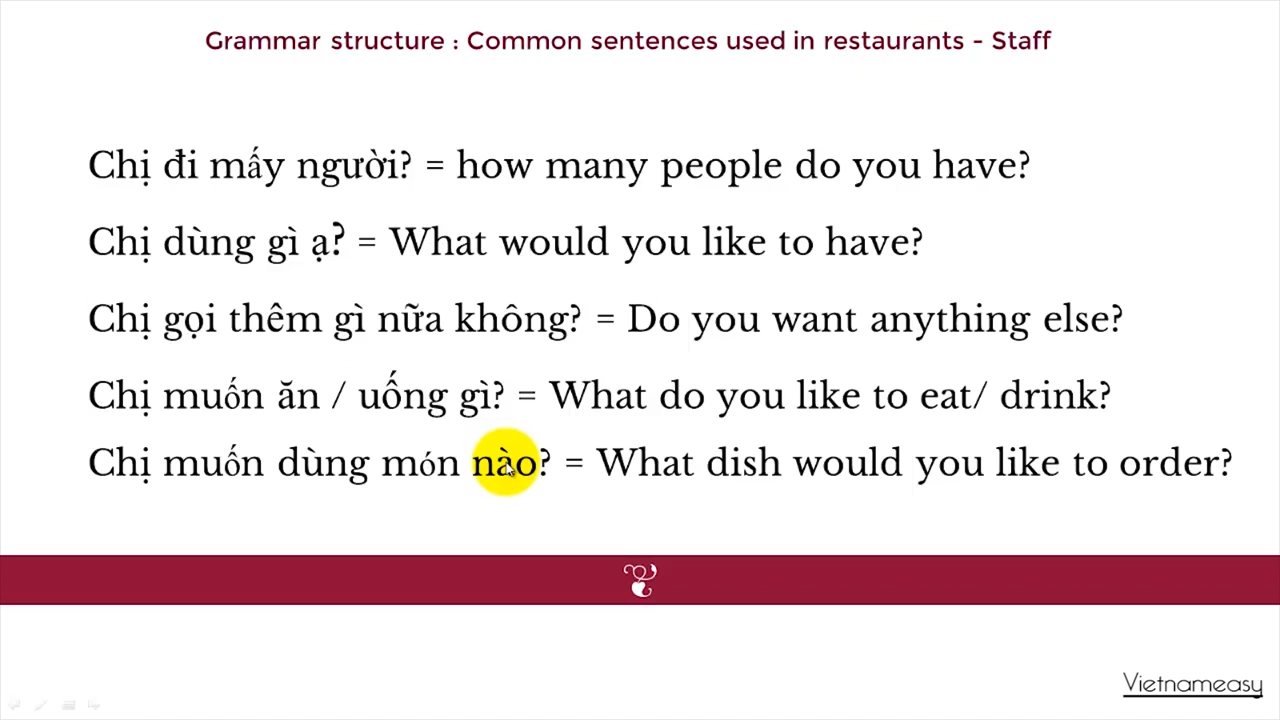 Grammar structure : Common sentences used in restaurants - Staff
Chị đi mấy người? = how many people do you have?
Chị dùng gì ạ? = What would you like to have?
Chị gọi thêm gì nữa không? = Do you want anything else?
Chị muốn ăn / uống gì? = What do you like to eat/ drink?
Chị muốn dùng món nào? = What dish would you like to order?
Vietnameasy